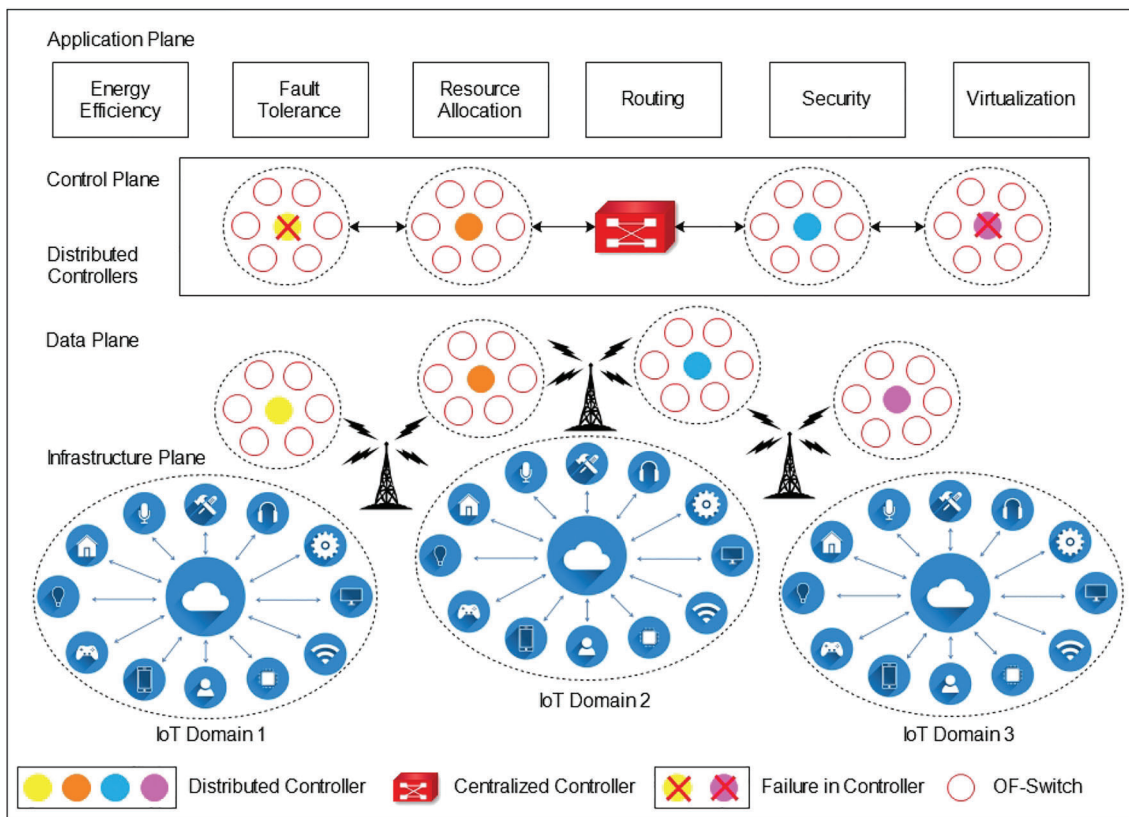 Application Plane
Energy
Efficiency
Fault
Tolerance
Resource
Allocation
Routing
Security
Virtualization
Control Plane
Distributed
Controllers
Data Plane
Infrastructure Plane
IoT Domain 1
IoT Domain 2
IoT Domain 3
Distributed Controller
Centralized Controller
Failure in Controller
OF-Switch